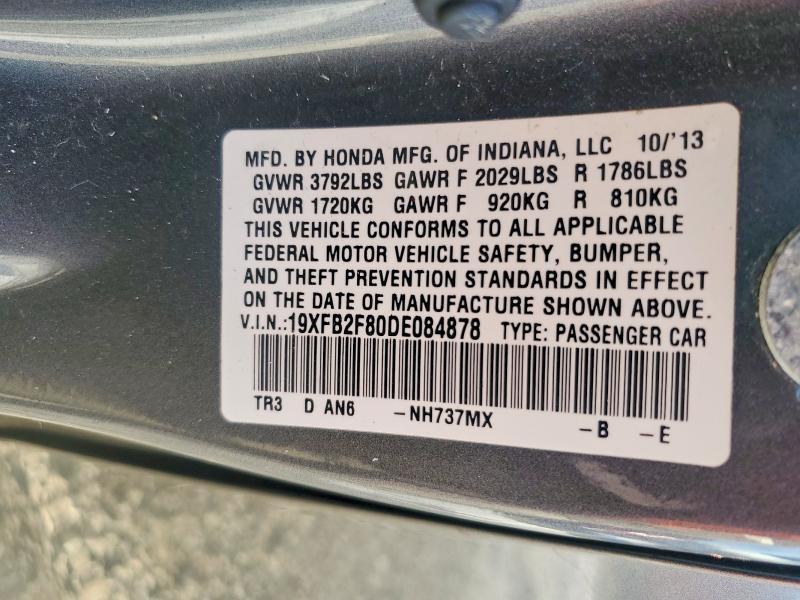 MFD. BY HONDA MFG. OF INDIANA, LLC 10/'13
GVWR 3792LBS GAWR F 2029LBS R 1786LBS
GVWR 1720KG GAWR F 920KG R 810KG
THIS VEHICLE CONFORMS TO ALL APPLICABLE
FEDERAL MOTOR VEHICLE SAFETY, BUMPER,
AND THEFT PREVENTION STANDARDS IN EFFECT
ON THE DATE OF MANUFACTURE SHOWN ABOVE.
V.I.N.:19XFB2F80DE084878 TYPE: PASSENGER CAR
TR3 D AN6 -NH737MX -B -E